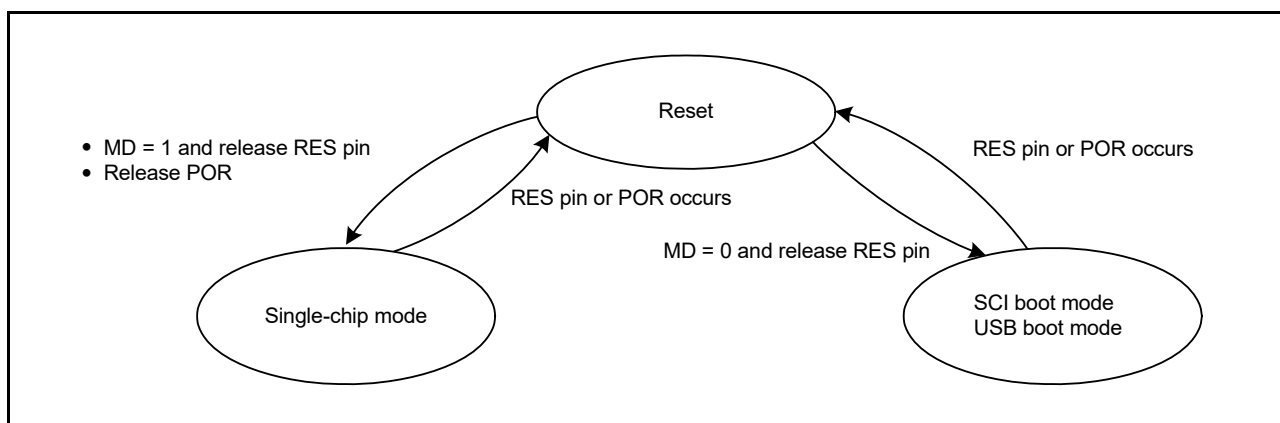 Reset
• MD = 1 and release RES pin
• Release POR
RES pin or POR occurs
RES pin or POR occurs
MD = 0 and release RES pin
Single-chip mode
SCI boot mode
USB boot mode